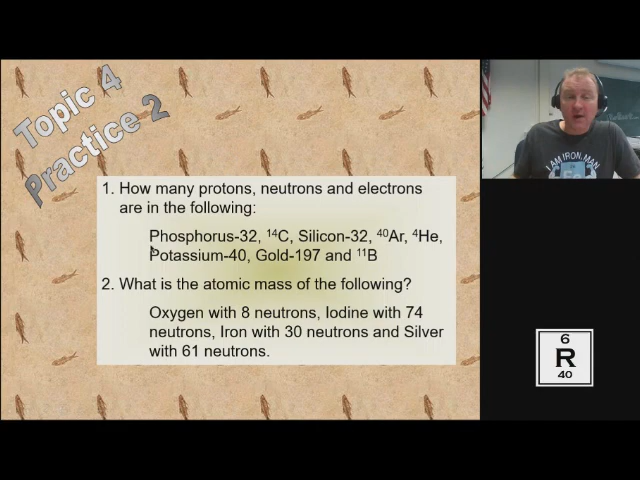 Topic 4
Practice 2
1. How many protons, neutrons and electrons
are in the following:
Phosphorus-32, ¹⁴C, Silicon-32, ⁴⁰Ar, ⁴He,
Potassium-40, Gold-197 and ¹¹B
2. What is the atomic mass of the following?
Oxygen with 8 neutrons, Iodine with 74
neutrons, Iron with 30 neutrons and Silver
with 61 neutrons.
I AM IRON MAN
Fe
6
R
40